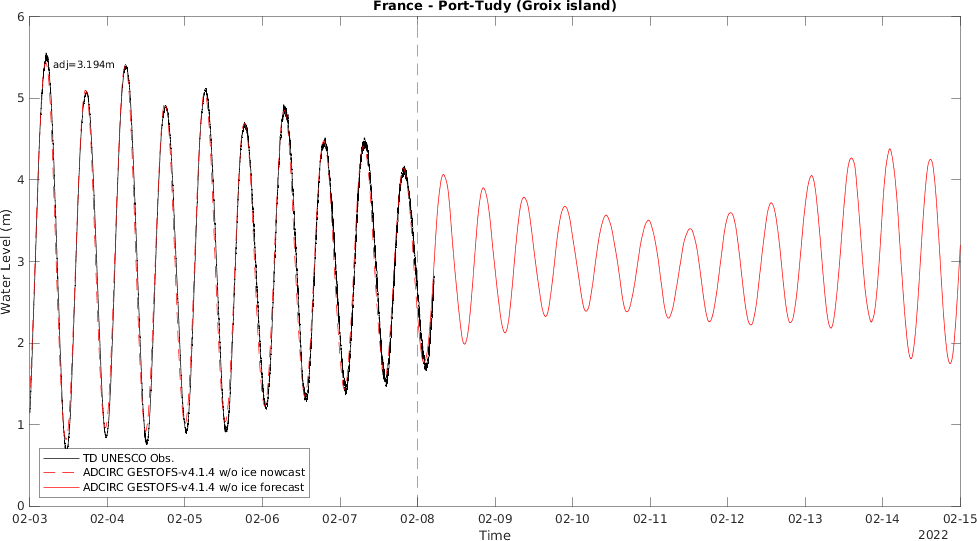 France - Port-Tudy (Groix island)
adj=3.194m
6
5
4
3
2
1
0
Water Level (m)
TD UNESCO Obs.
ADCIRC GESTOFS-v4.1.4 w/o ice nowcast
ADCIRC GESTOFS-v4.1.4 w/o ice forecast
02-03 02-04 02-05 02-06 02-07 02-08 02-09 02-10 02-11 02-12 02-13 02-14 02-15
Time
2022